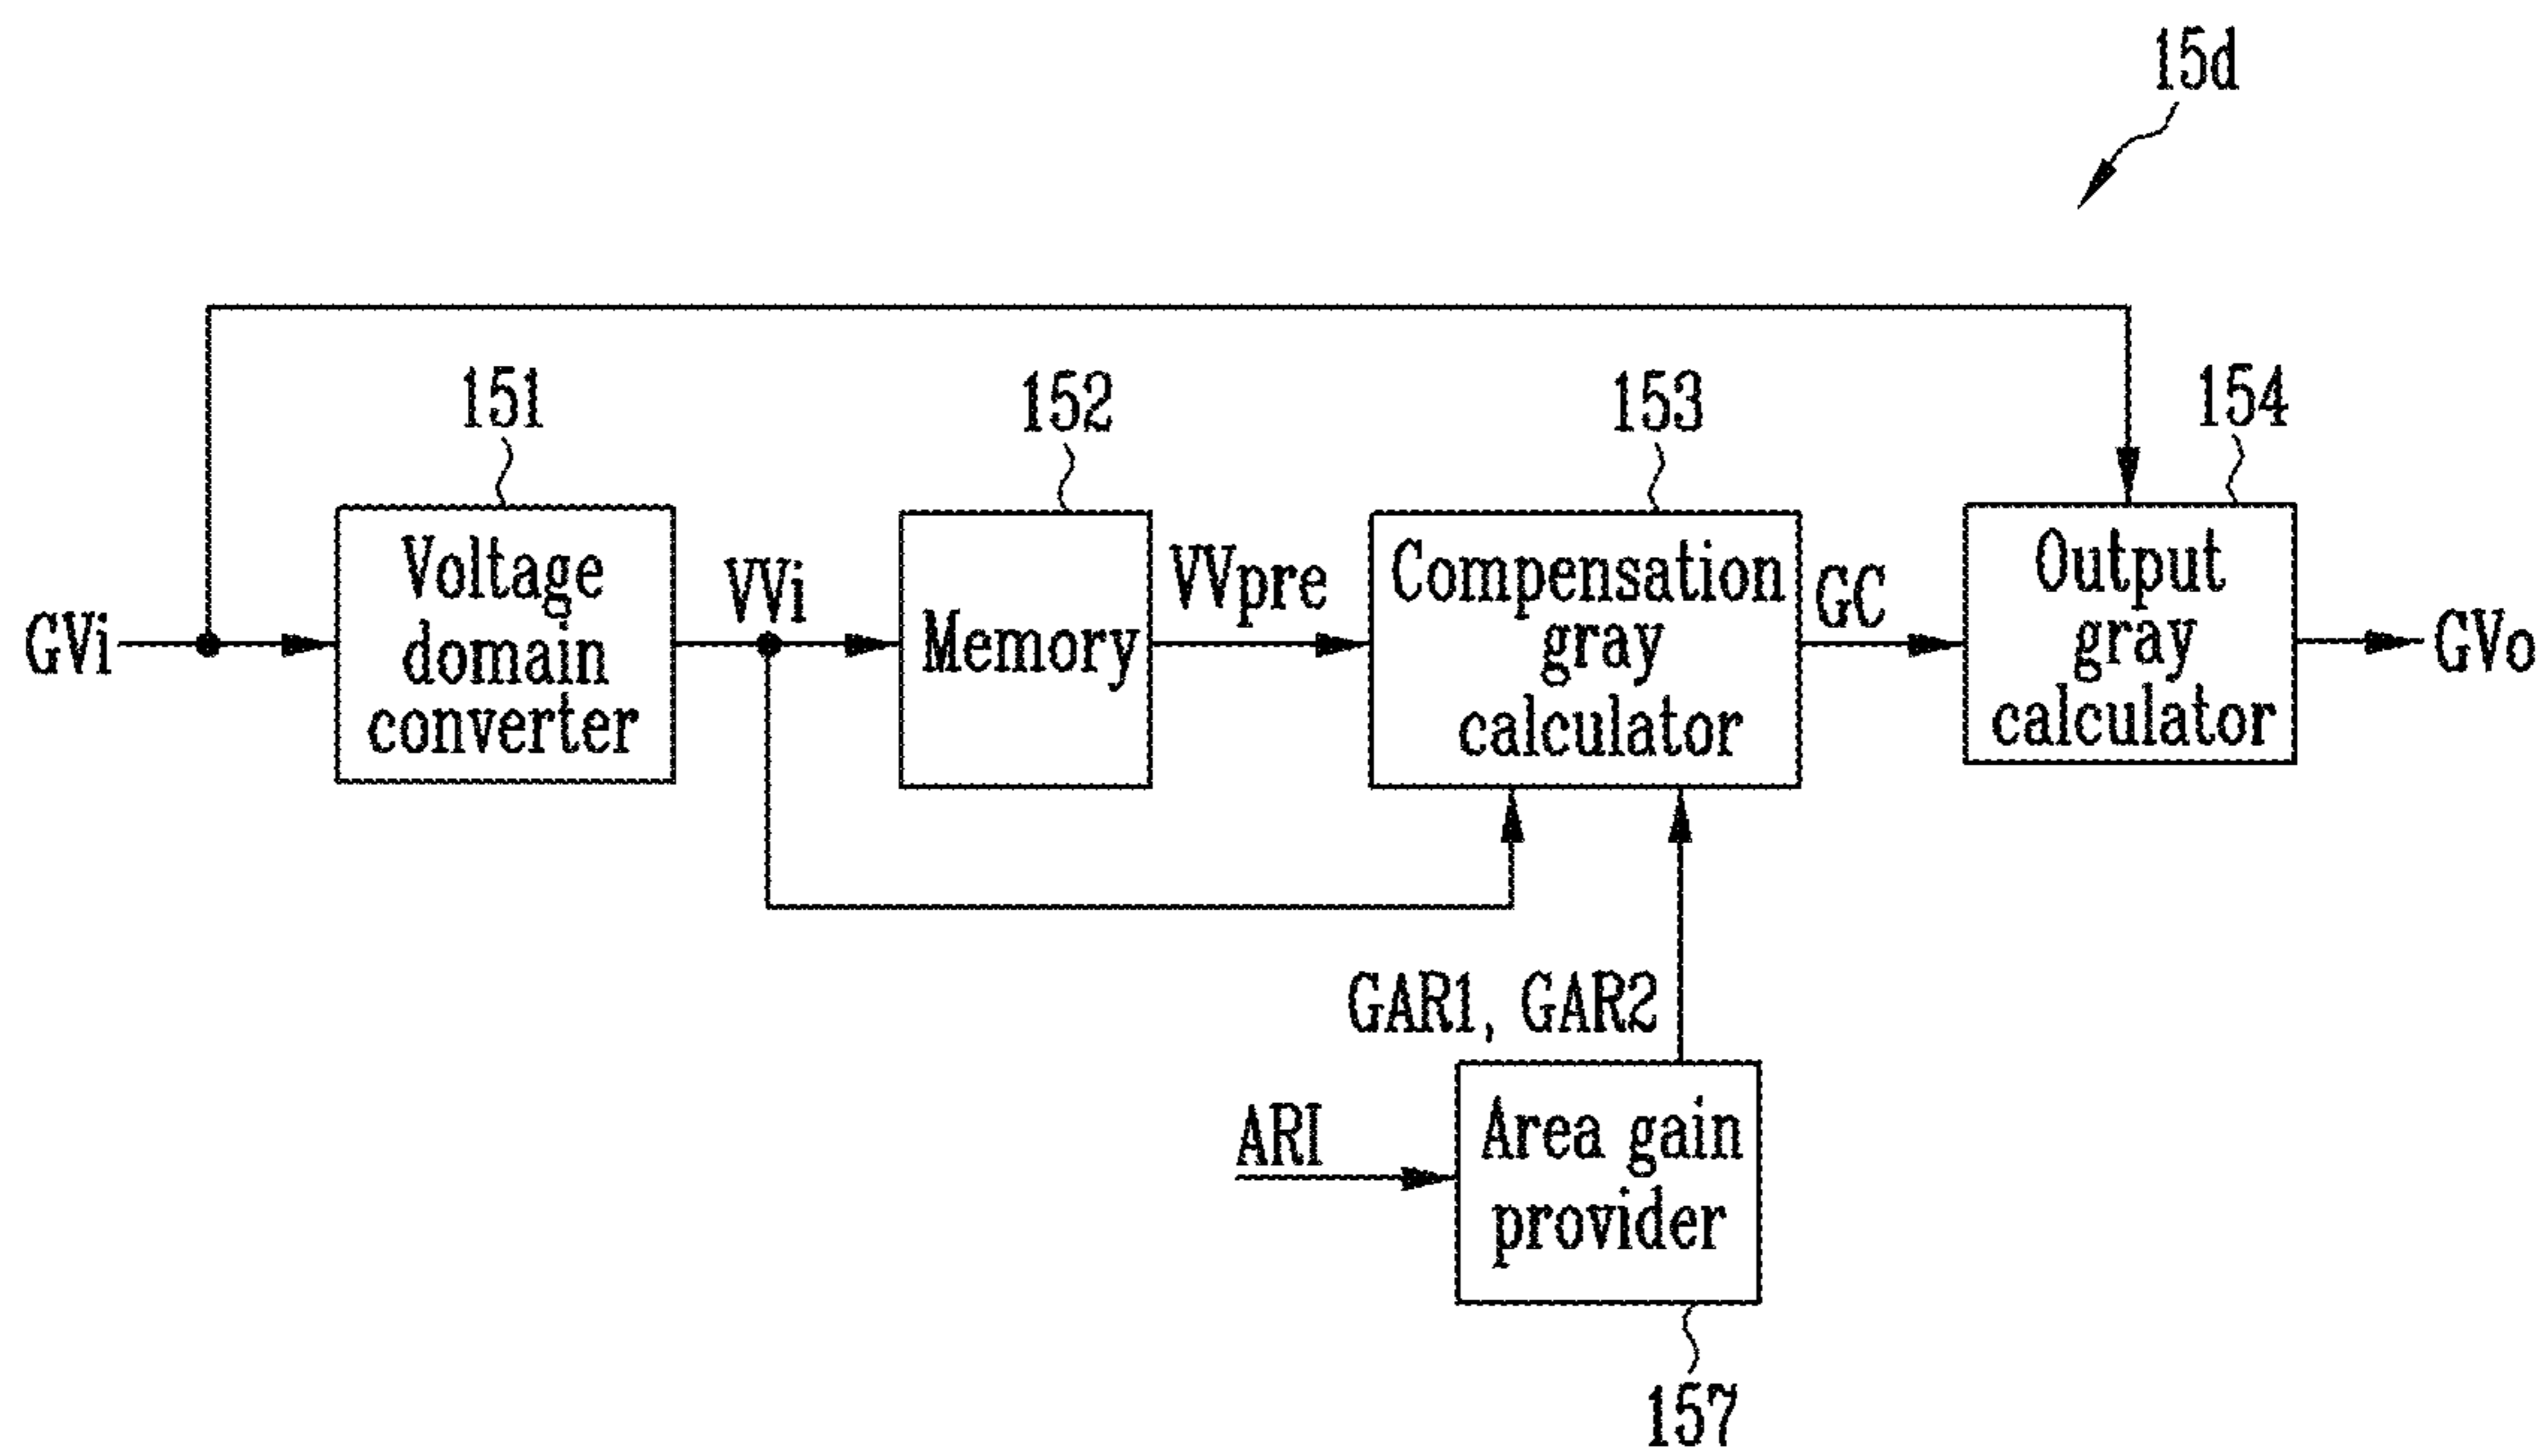 15d
151
152
153
154
GVi
Voltage
domain
converter
VVi
Memory
VVpre
Compensation
gray
calculator
GC
Output
gray
calculator
GVo
GAR1, GAR2
ARI
Area gain
provider
157